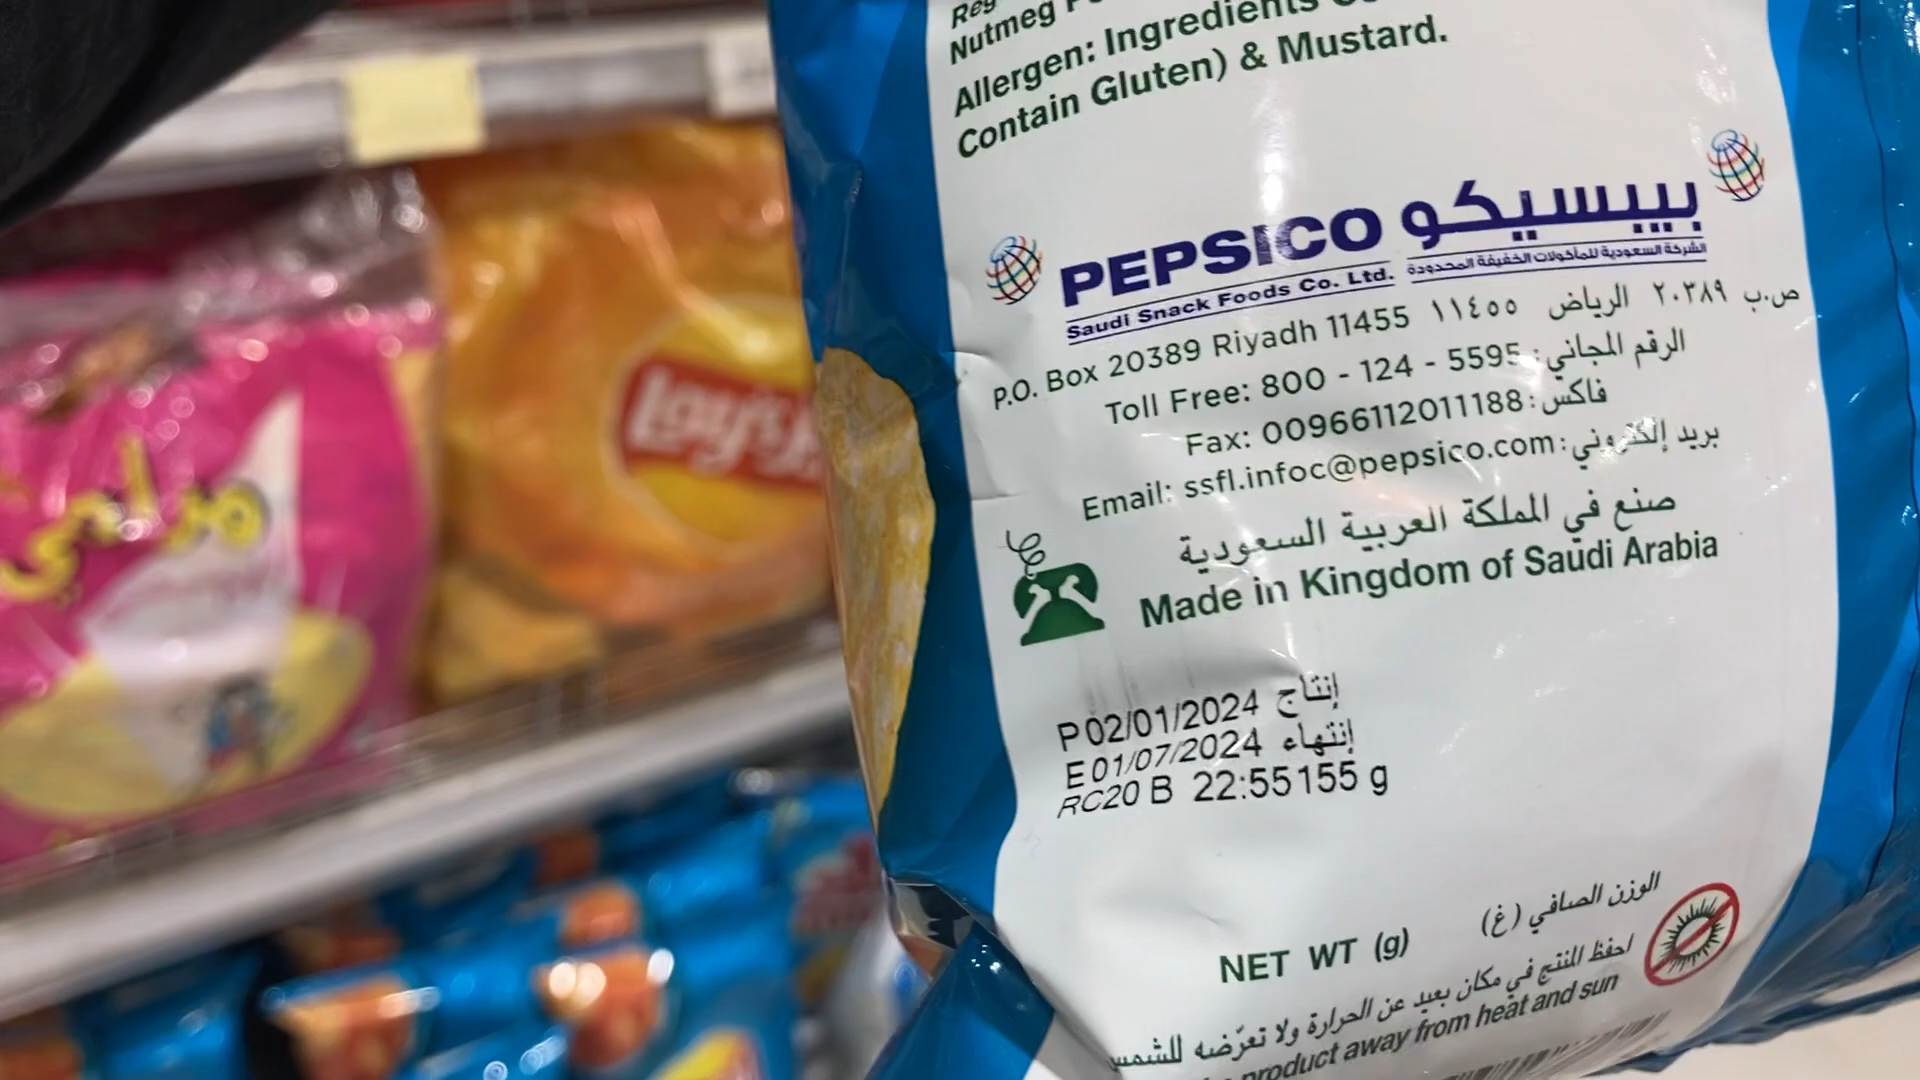 Nutmeg
Allergen: Ingredients
Contain Gluten) & Mustard.
PEPSICO بيبسيكو
Saudi Snack Foods Co. Ltd. الشركة السعودية للمأكولات الخفيفة المحدودة
P.O. Box 20389 Riyadh 11455 ص.ب ٢٠٣٨٩ الرياض ١١٤٥٥
Toll Free: 800 - 124 - 5595 :الرقم المجاني
Fax: 00966112011188 :فاكس
Email: ssfl.infoc@pepsico.com :بريد إلكتروني
صنع في المملكة العربية السعودية
Made in Kingdom of Saudi Arabia
P 02/01/2024 إنتاج
E 01/07/2024 إنتهاء
RC20 B 22:55155 g
NET WT (g) الوزن الصافي (غ)
احفظ المنتج في مكان بعيد عن الحرارة ولا تعرّضه للشمس
product away from heat and sun
Lay's
مراعي